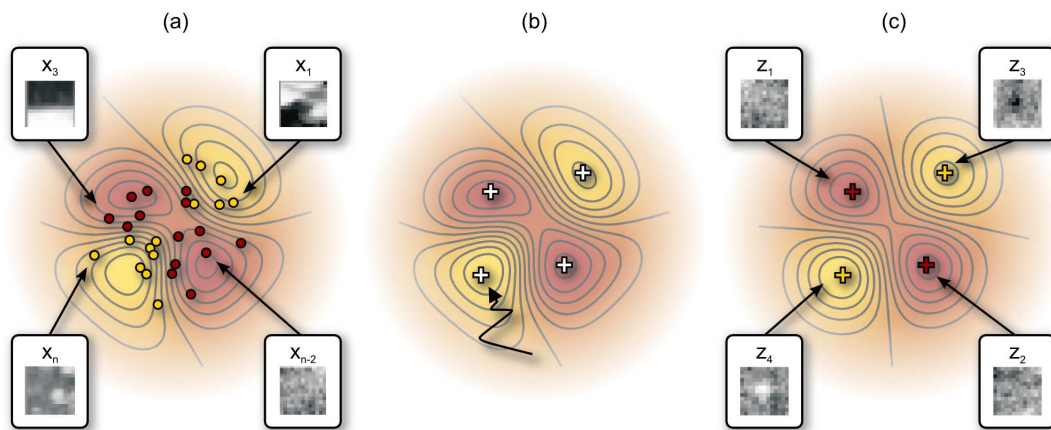 (a)
(b)
(c)
x₃
x₁
z₁
z₃
xₙ
xₙ₋₂
z₄
z₂